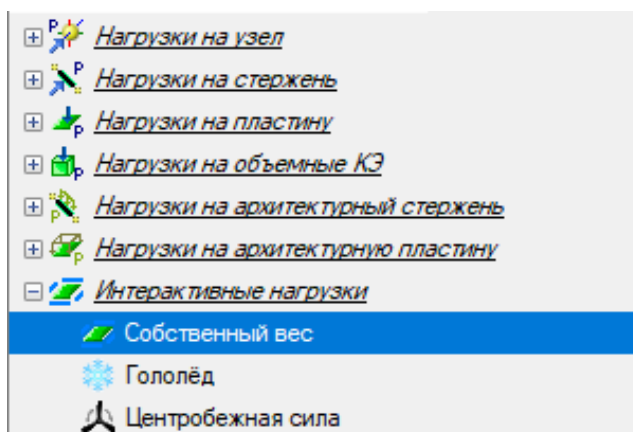 Нагрузки на узел
Нагрузки на стержень
Нагрузки на пластину
Нагрузки на объемные КЭ
Нагрузки на архитектурный стержень
Нагрузки на архитектурную пластину
Интерактивные нагрузки
Собственный вес
Гололёд
Центробежная сила